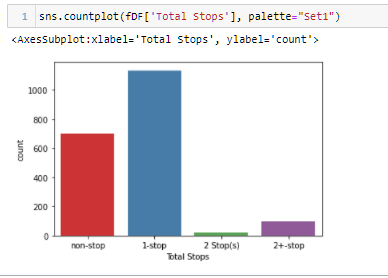 1 sns.countplot(fDF['Total Stops'], palette="Set1")
<AxesSubplot:xlabel='Total Stops', ylabel='count'>
1000
800
600
400
200
0
count
non-stop 1-stop 2 Stop(s) 2+-stop
Total Stops